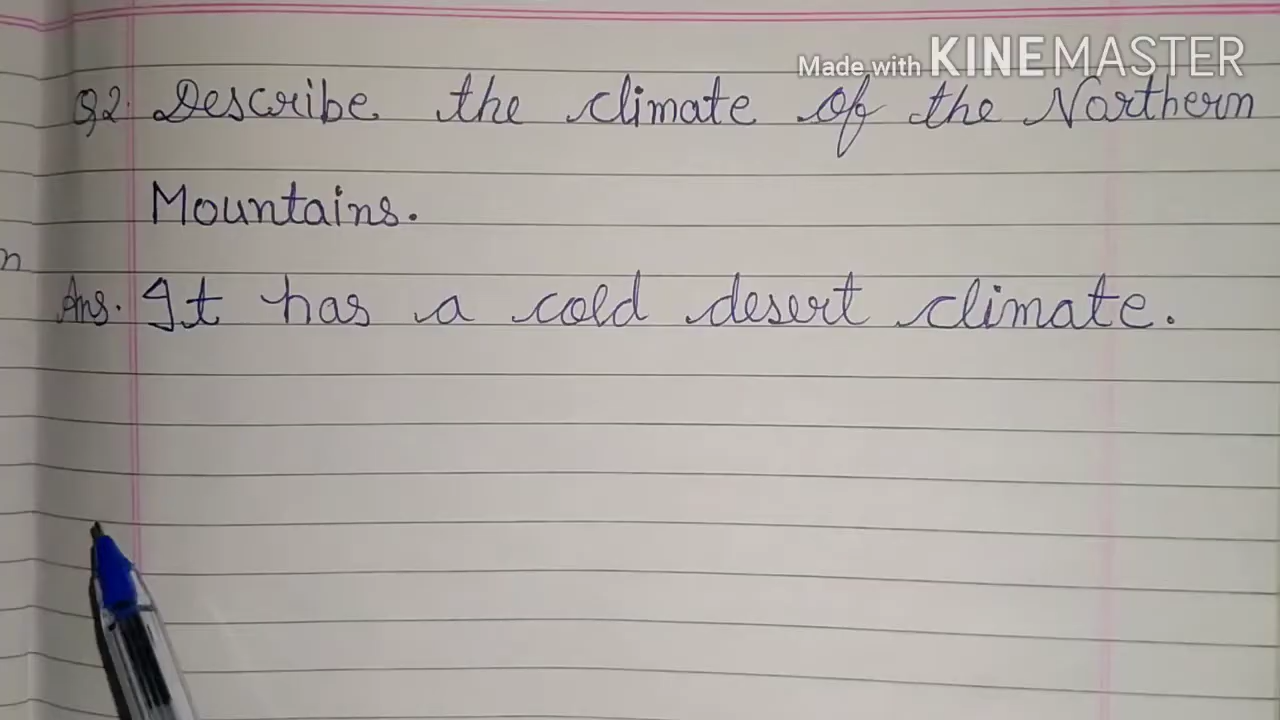 Made with KINEMASTER
Q2. Describe the climate of the Northern
Mountains.
n
Ans. It has a cold desert climate.